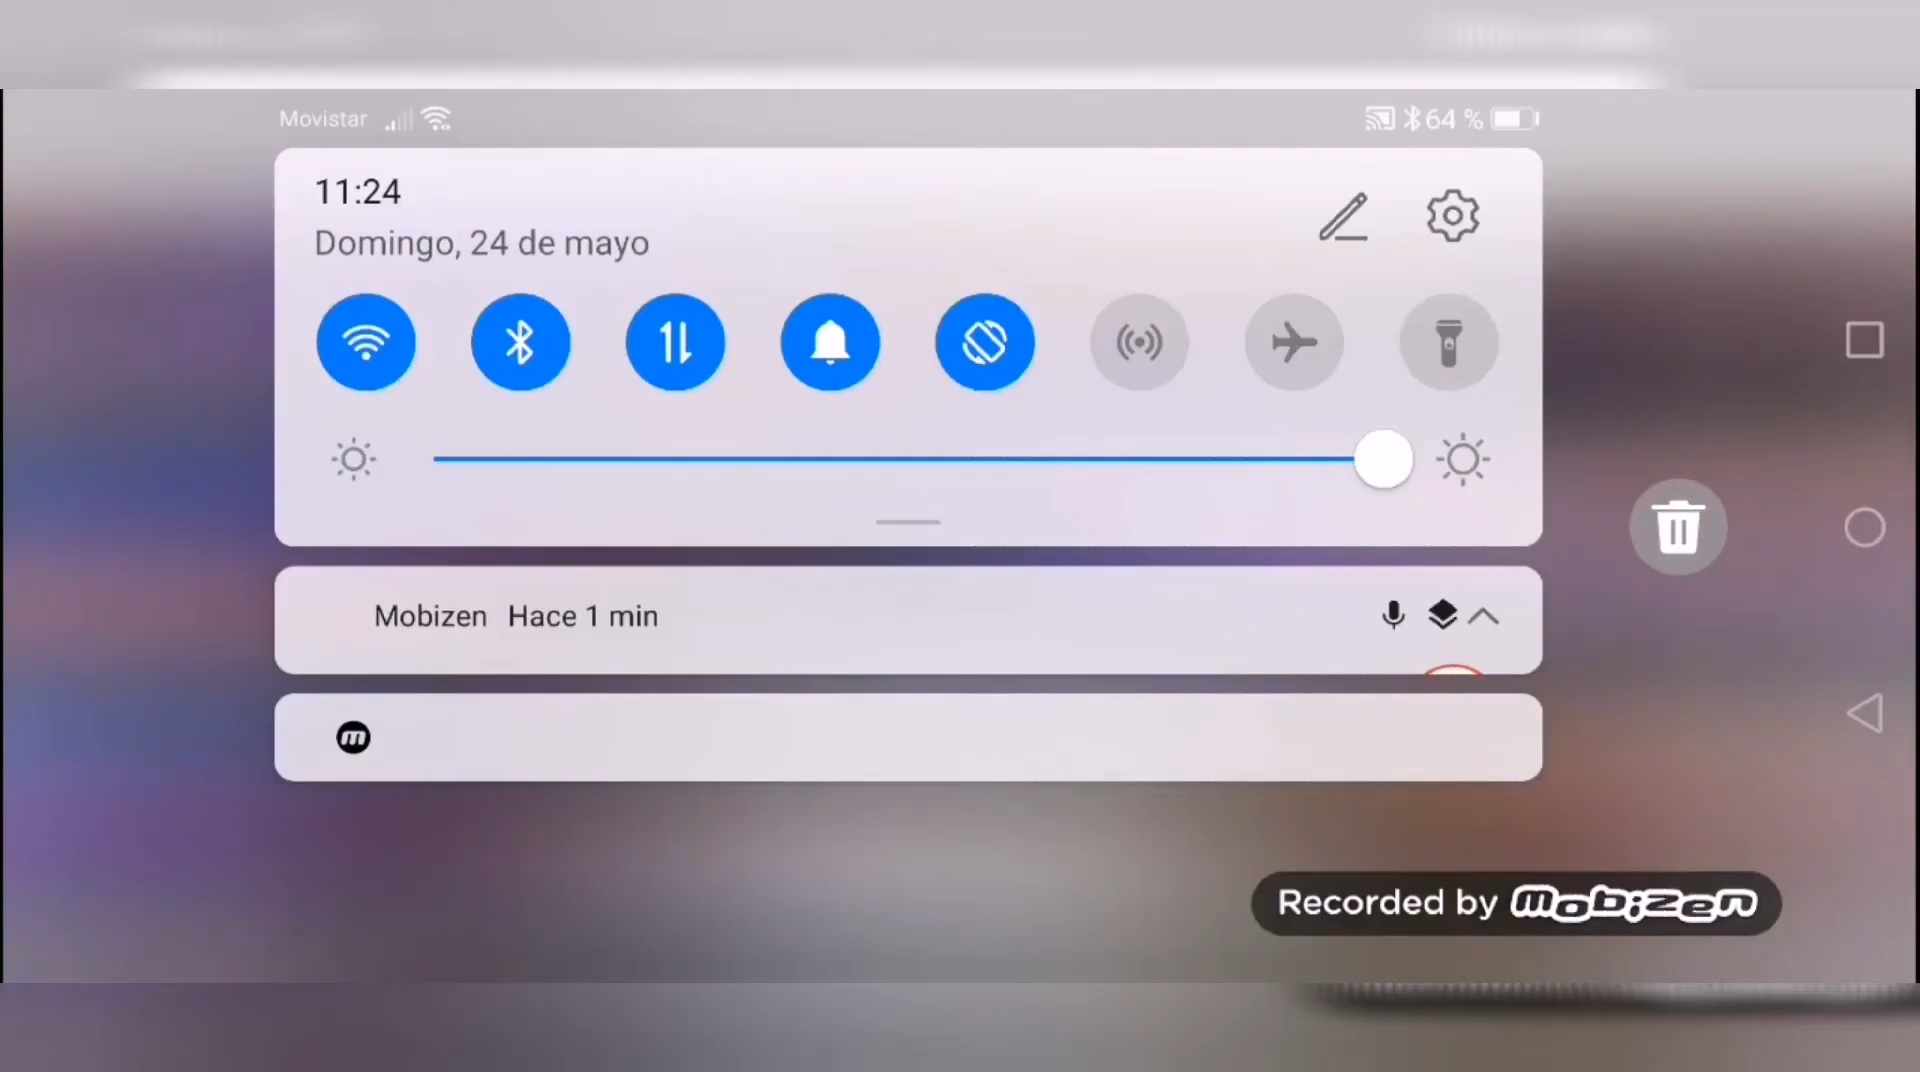 Movistar
64 %
11:24
Domingo, 24 de mayo
Mobizen Hace 1 min
m
Recorded by mobizen